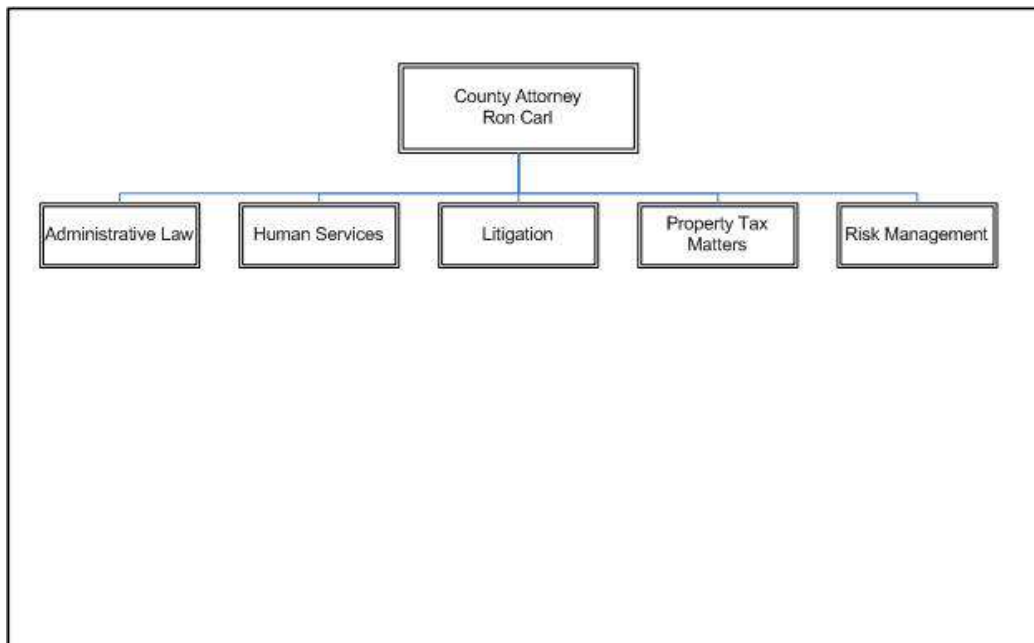 County Attorney
Ron Carl
Administrative Law
Human Services
Litigation
Property Tax
Matters
Risk Management